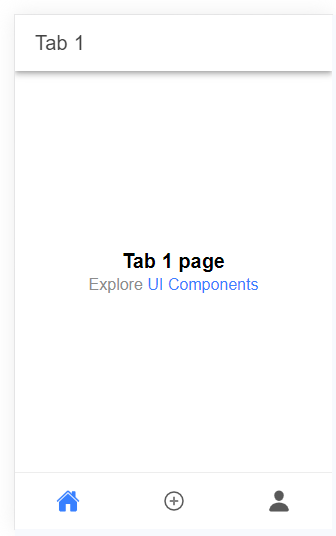 Tab 1
Tab 1 page
Explore UI Components